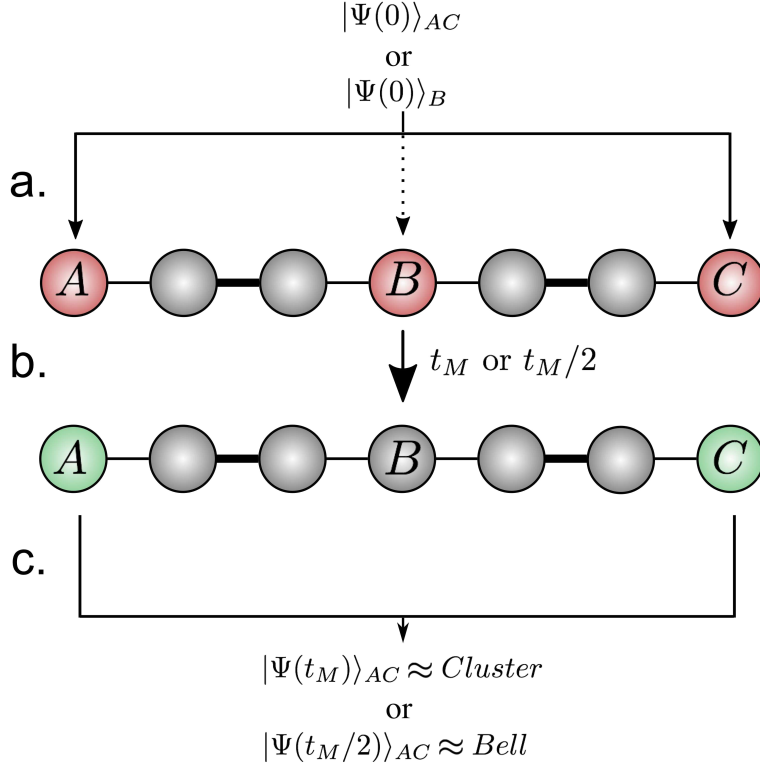 |Ψ(0)⟩_{AC}
or
|Ψ(0)⟩_B
a.
A B C
b.
t_M or t_M/2
A B C
c.
|Ψ(t_M)⟩_{AC} ≈ Cluster
or
|Ψ(t_M/2)⟩_{AC} ≈ Bell